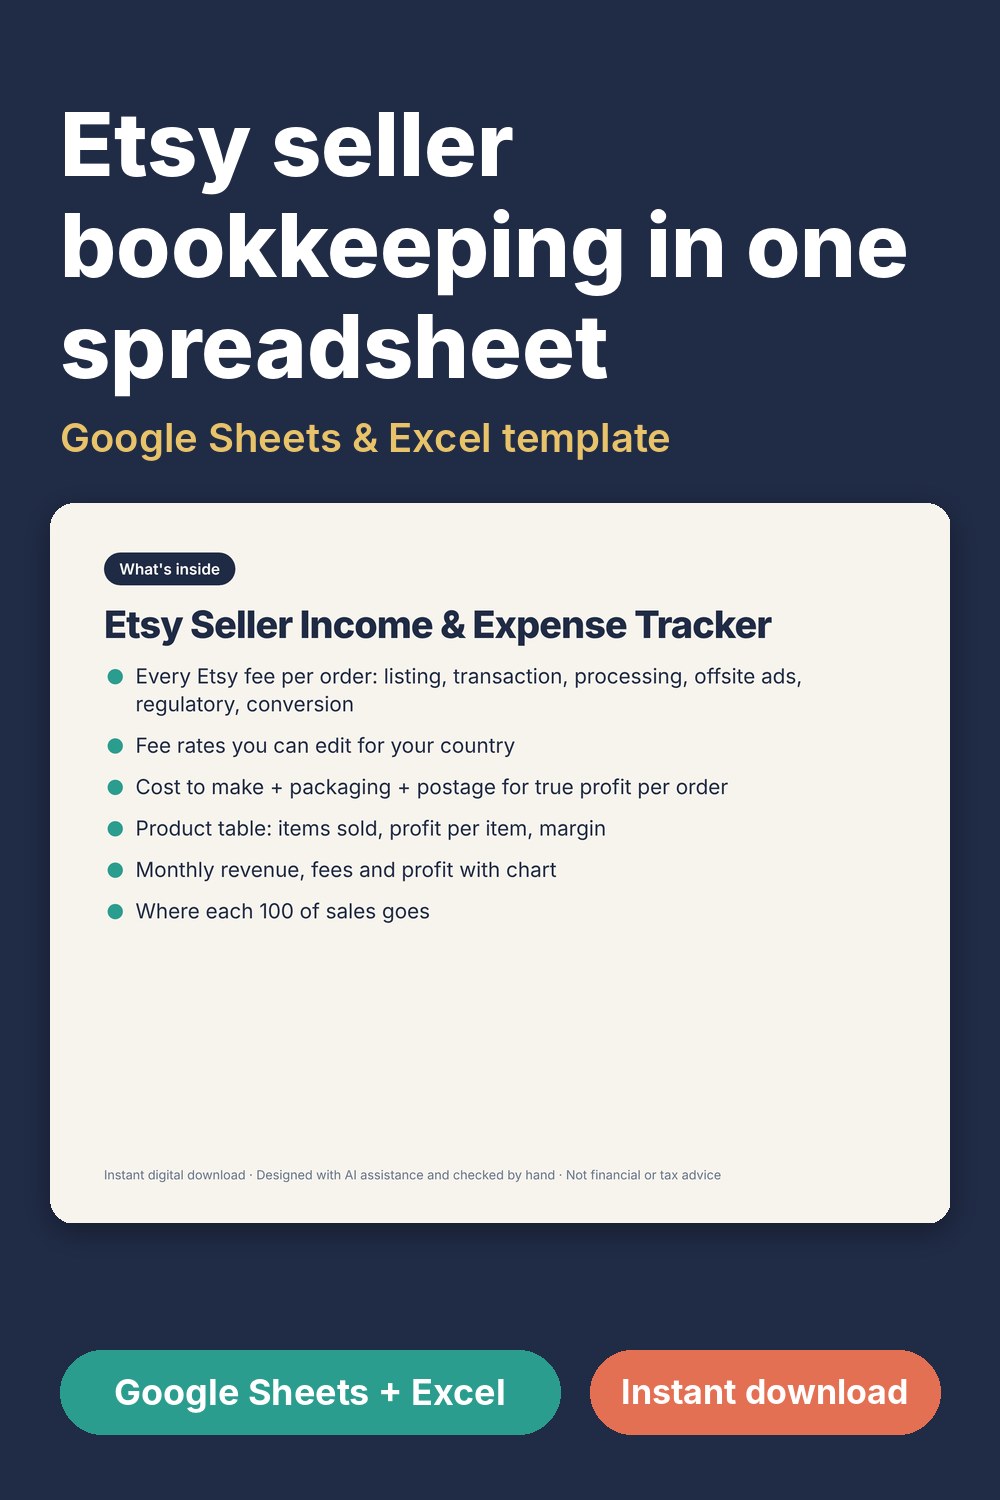 Etsy seller
bookkeeping in one
spreadsheet
Google Sheets & Excel template
What's inside
Etsy Seller Income & Expense Tracker
Every Etsy fee per order: listing, transaction, processing, offsite ads,
regulatory, conversion
Fee rates you can edit for your country
Cost to make + packaging + postage for true profit per order
Product table: items sold, profit per item, margin
Monthly revenue, fees and profit with chart
Where each 100 of sales goes
Instant digital download · Designed with AI assistance and checked by hand · Not financial or tax advice
Google Sheets + Excel
Instant download